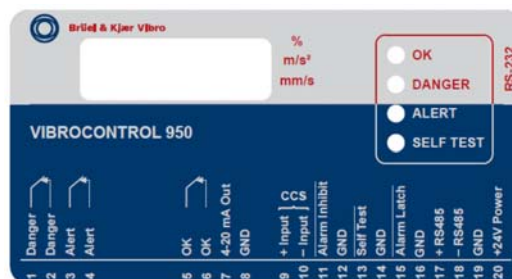 Brüel & Kjær Vibro
%
m/s²
mm/s
OK
DANGER
ALERT
SELF TEST
RS-232
VIBROCONTROL 950
1 Danger
2 Danger
3 Alert
4 Alert
5 OK
6 OK
7 4-20 mA Out
8 GND
CCS
9 + Input
10 – Input
11 Alarm Inhibit
12 GND
13 Self Test
14 GND
15 Alarm Latch
16 GND
17 + RS485
18 – RS485
19 GND
20 +24V Power